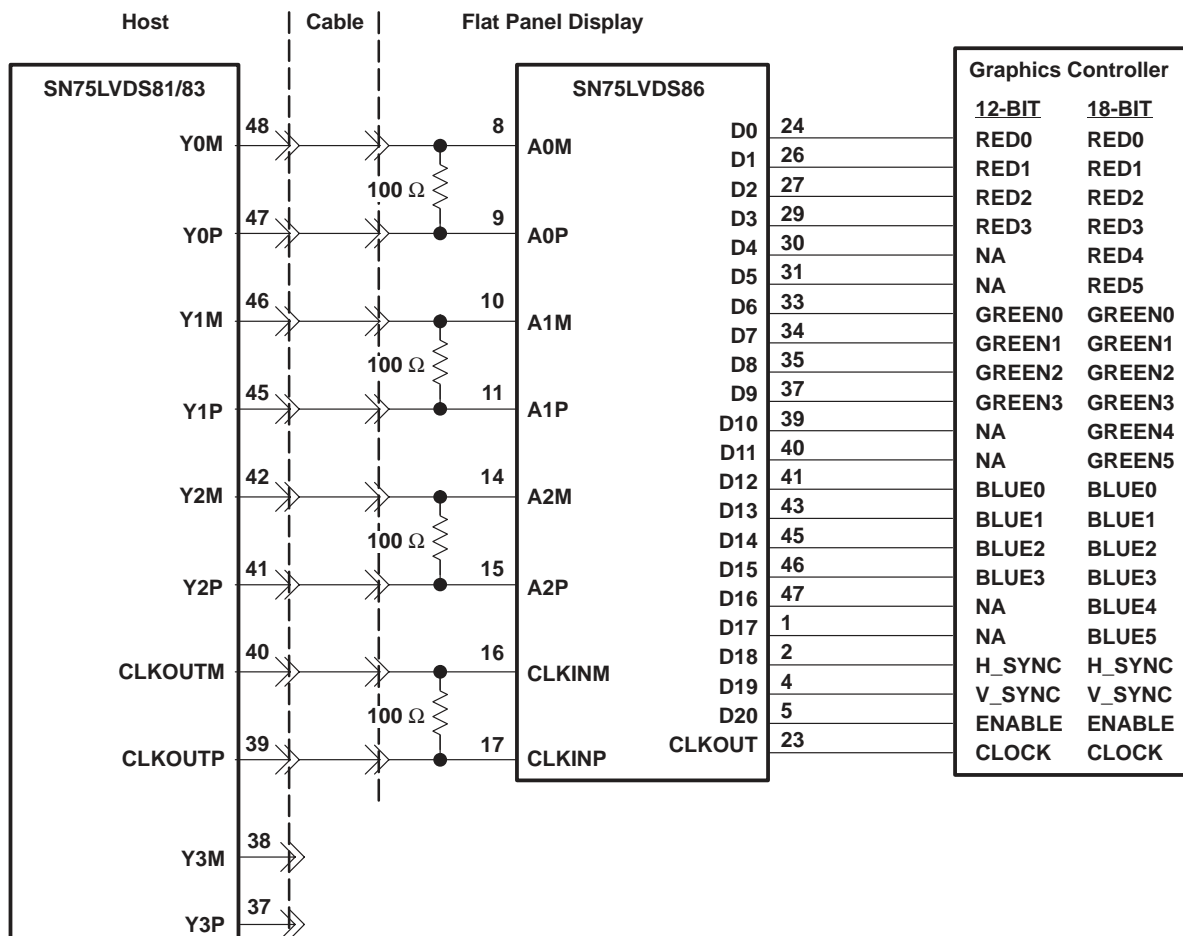 Host
Cable
Flat Panel Display
SN75LVDS81/83
Y0M 48
Y0P 47
Y1M 46
Y1P 45
Y2M 42
Y2P 41
CLKOUTM 40
CLKOUTP 39
Y3M 38
Y3P 37
100 Ω
100 Ω
100 Ω
100 Ω
SN75LVDS86
8 A0M
9 A0P
10 A1M
11 A1P
14 A2M
15 A2P
16 CLKINM
17 CLKINP
D0 24
D1 26
D2 27
D3 29
D4 30
D5 31
D6 33
D7 34
D8 35
D9 37
D10 39
D11 40
D12 41
D13 43
D14 45
D15 46
D16 47
D17 1
D18 2
D19 4
D20 5
CLKOUT 23
Graphics Controller
12-BIT 18-BIT
RED0 RED0
RED1 RED1
RED2 RED2
RED3 RED3
NA RED4
NA RED5
GREEN0 GREEN0
GREEN1 GREEN1
GREEN2 GREEN2
GREEN3 GREEN3
NA GREEN4
NA GREEN5
BLUE0 BLUE0
BLUE1 BLUE1
BLUE2 BLUE2
BLUE3 BLUE3
NA BLUE4
NA BLUE5
H_SYNC H_SYNC
V_SYNC V_SYNC
ENABLE ENABLE
CLOCK CLOCK